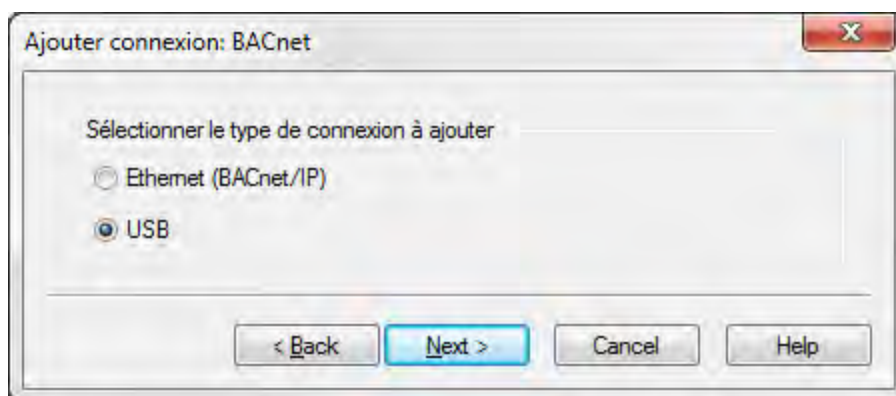 Ajouter connexion: BACnet
Sélectionner le type de connexion à ajouter
Ethernet (BACnet/IP)
USB
< Back Next > Cancel Help